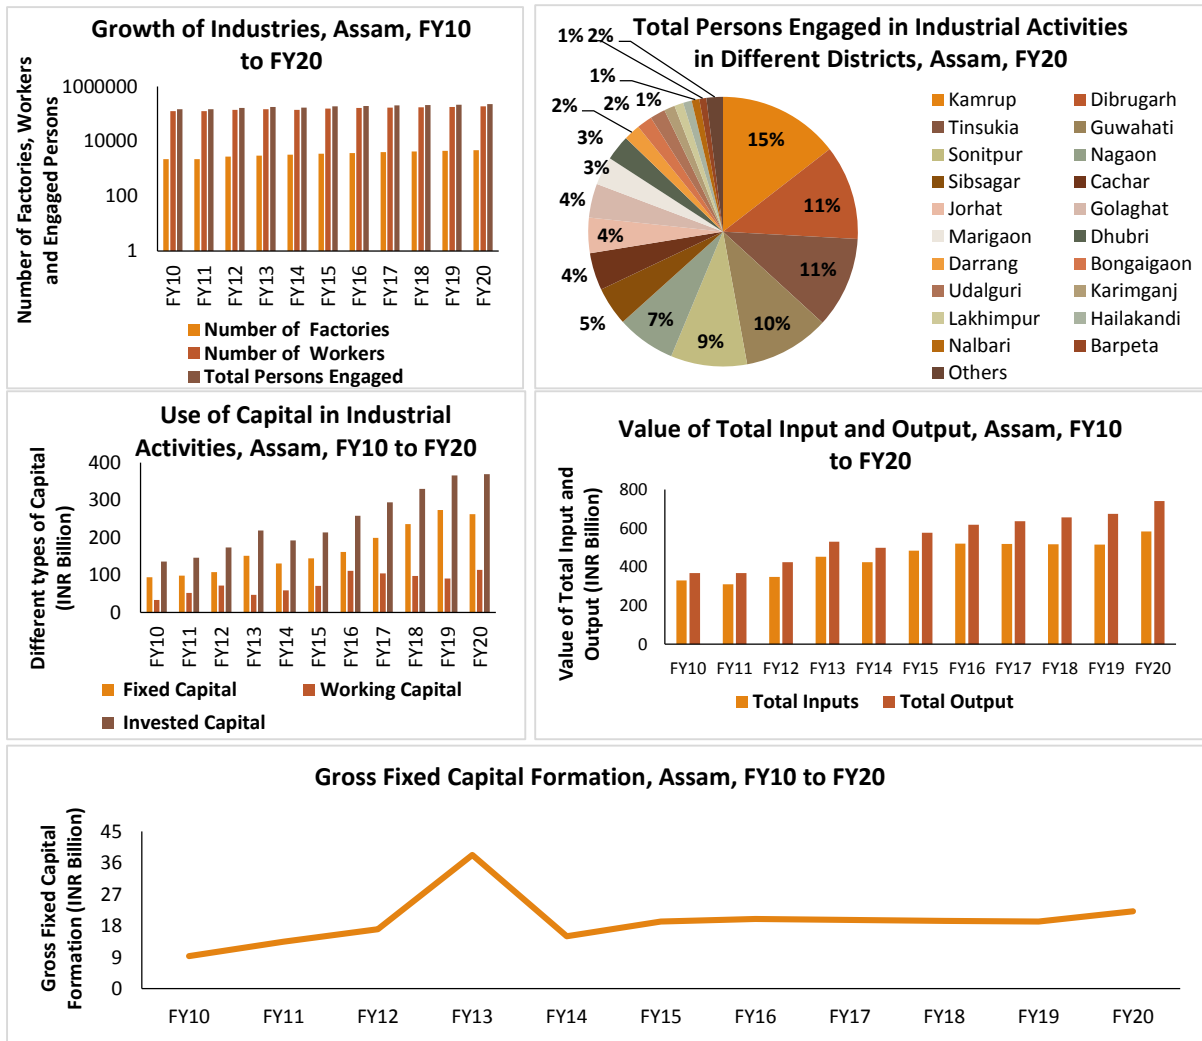 Growth of Industries, Assam, FY10
to FY20
Number of Factories, Workers
and Engaged Persons
1000000
10000
100
1
FY10
FY11
FY12
FY13
FY14
FY15
FY16
FY17
FY18
FY19
FY20
Number of Factories
Number of Workers
Total Persons Engaged
Total Persons Engaged in Industrial Activities
in Different Districts, Assam, FY20
15%
11%
11%
10%
9%
7%
5%
4%
4%
4%
3%
3%
2%
2%
1%
1%
1% 2%
Kamrup Dibrugarh
Tinsukia Guwahati
Sonitpur Nagaon
Sibsagar Cachar
Jorhat Golaghat
Marigaon Dhubri
Darrang Bongaigaon
Udalguri Karimganj
Lakhimpur Hailakandi
Nalbari Barpeta
Others
Use of Capital in Industrial
Activities, Assam, FY10 to FY20
Different types of Capital
(INR Billion)
400
300
200
100
0
FY10
FY11
FY12
FY13
FY14
FY15
FY16
FY17
FY18
FY19
FY20
Fixed Capital Working Capital
Invested Capital
Value of Total Input and Output, Assam, FY10
to FY20
Value of Total Input and
Output (INR Billion)
800
600
400
200
0
FY10 FY11 FY12 FY13 FY14 FY15 FY16 FY17 FY18 FY19 FY20
Total Inputs Total Output
Gross Fixed Capital Formation, Assam, FY10 to FY20
Gross Fixed Capital
Formation (INR Billion)
45
36
27
18
9
0
FY10 FY11 FY12 FY13 FY14 FY15 FY16 FY17 FY18 FY19 FY20